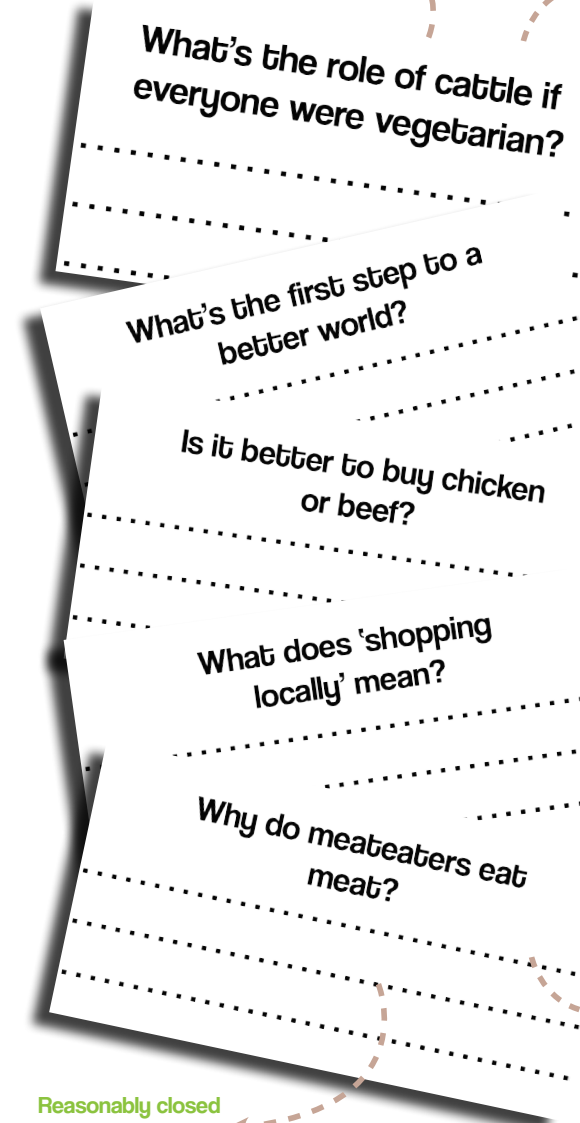 What's the role of cattle if
everyone were vegetarian?
What's the first step to a
better world?
Is it better to buy chicken
or beef?
What does 'shopping
locally' mean?
Why do meateaters eat
meat?
Reasonably closed